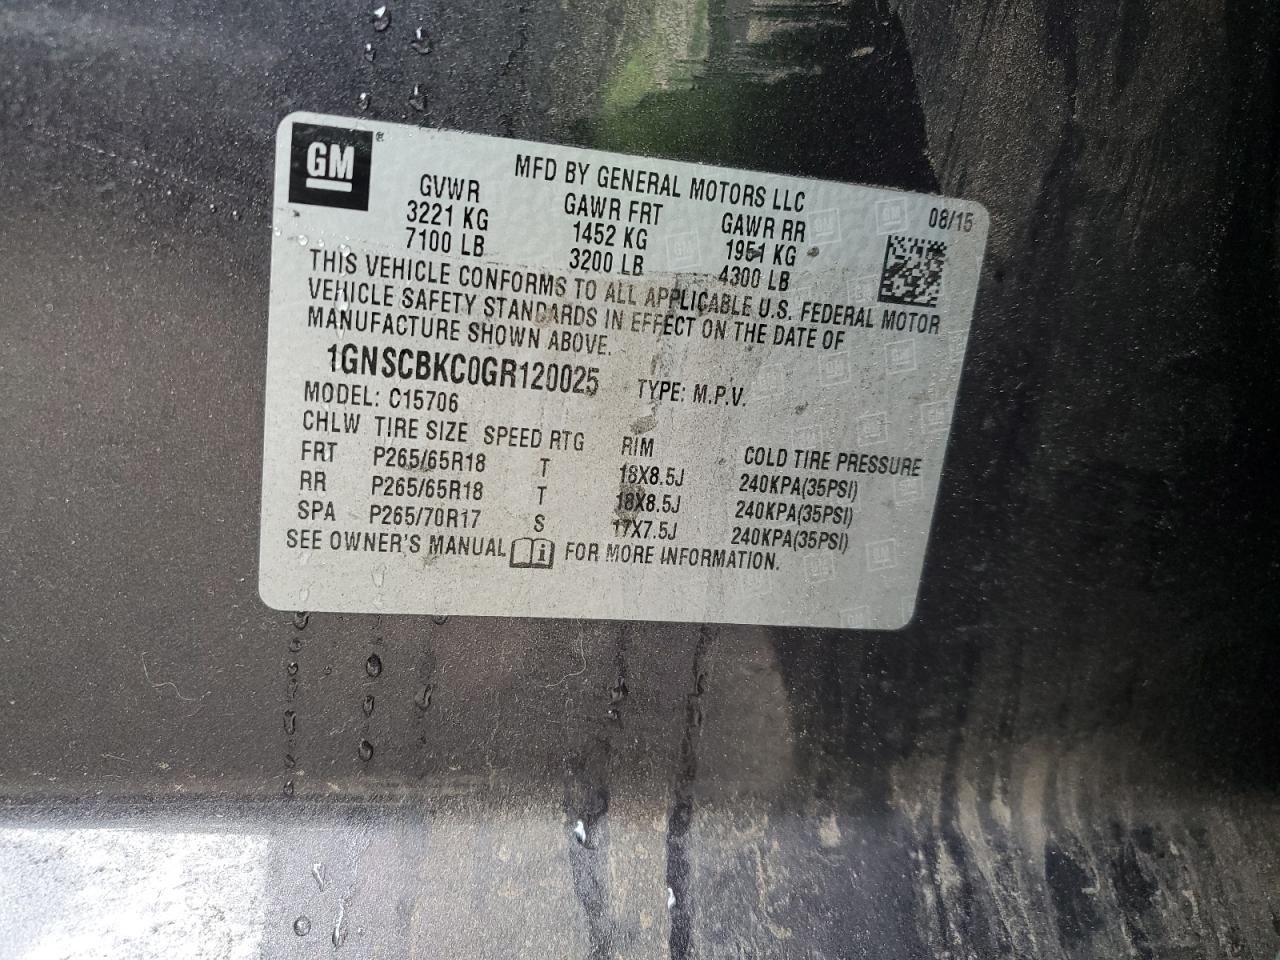 GM®
MFD BY GENERAL MOTORS LLC
08/15
GVWR GAWR FRT GAWR RR
3221 KG 1452 KG 1951 KG
7100 LB 3200 LB 4300 LB
THIS VEHICLE CONFORMS TO ALL APPLICABLE U.S. FEDERAL MOTOR
VEHICLE SAFETY STANDARDS IN EFFECT ON THE DATE OF
MANUFACTURE SHOWN ABOVE.
1GNSCBKC0GR120025 TYPE: M.P.V.
MODEL: C15706
CHLW TIRE SIZE SPEED RTG RIM COLD TIRE PRESSURE
FRT P265/65R18 T 18X8.5J 240KPA(35PSI)
RR P265/65R18 T 18X8.5J 240KPA(35PSI)
SPA P265/70R17 S 17X7.5J 240KPA(35PSI)
SEE OWNER'S MANUAL i FOR MORE INFORMATION.